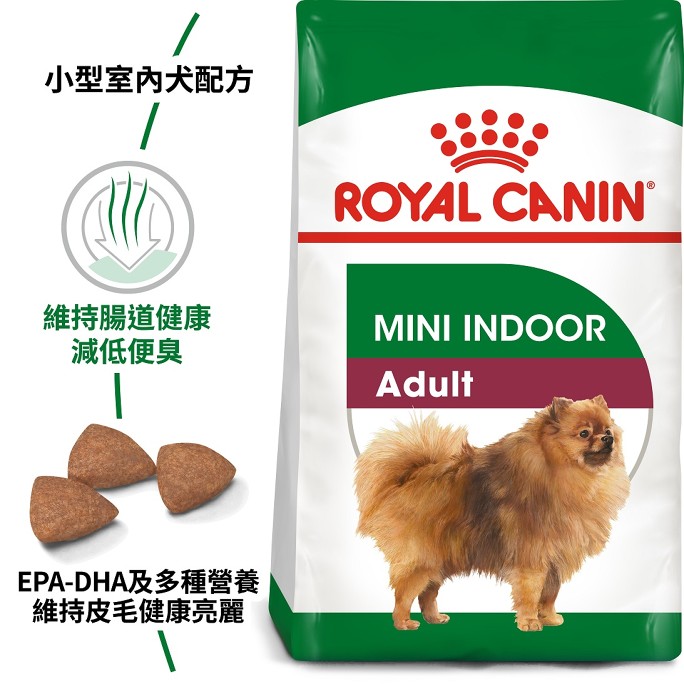 小型室內犬配方
維持腸道健康
減低便臭
EPA-DHA及多種營養
維持皮毛健康亮麗
ROYAL CANIN®
MINI INDOOR
Adult